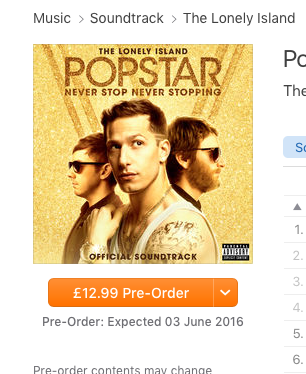 Music > Soundtrack > The Lonely Island
THE LONELY ISLAND
POPSTAR
NEVER STOP NEVER STOPPING
OFFICIAL SOUNDTRACK
PARENTAL
ADVISORY
EXPLICIT CONTENT
£12.99 Pre-Order
Pre-Order: Expected 03 June 2016
Pre-order contents may change
Po
The
So
▲
1.
2.
3.
4.
5.
6.